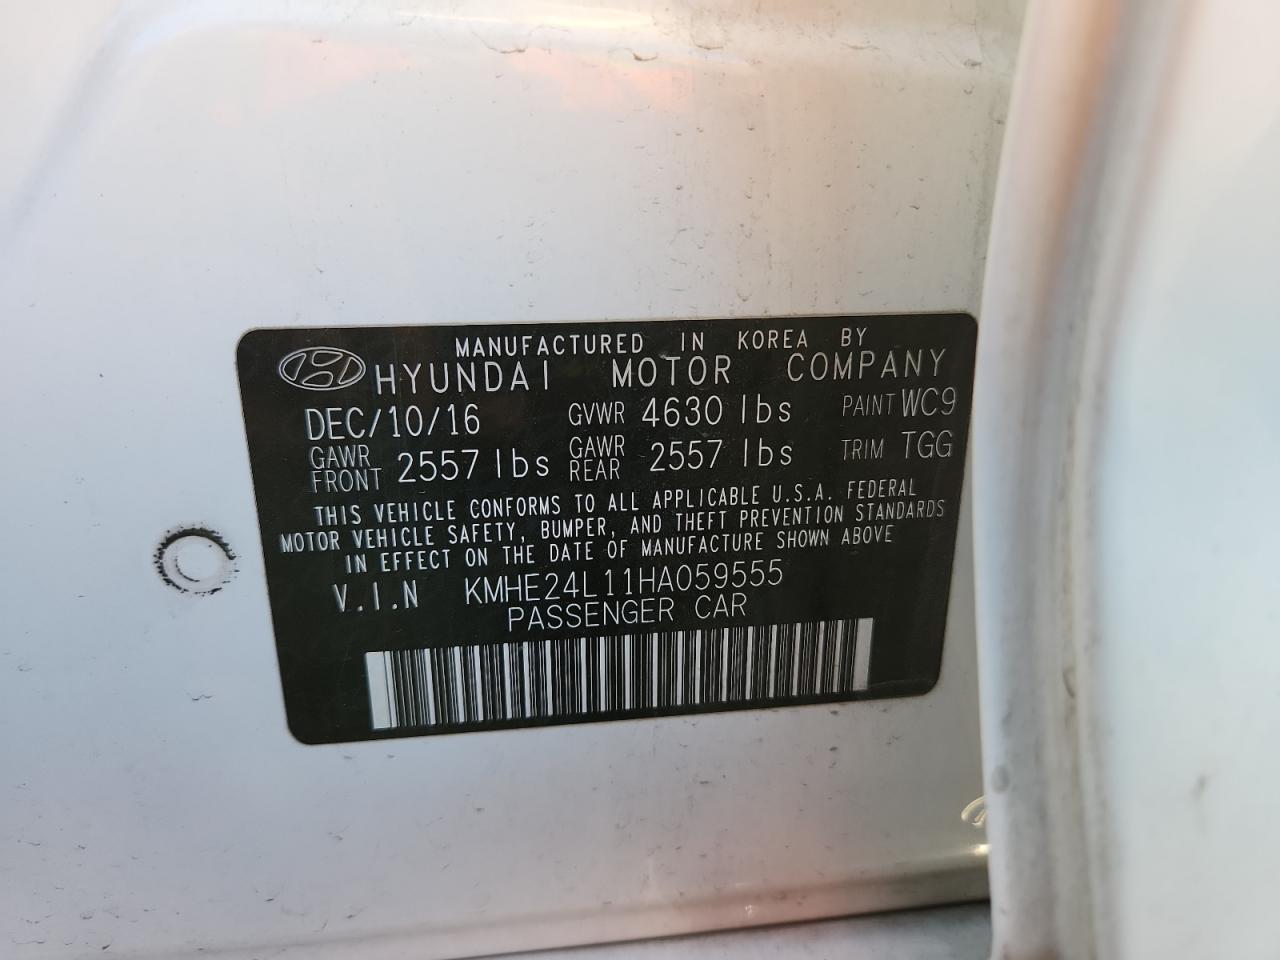 MANUFACTURED IN KOREA BY
HYUNDAI MOTOR COMPANY
DEC/10/16 GVWR 4630 lbs PAINT WC9
GAWR FRONT 2557 lbs GAWR REAR 2557 lbs TRIM TGG
THIS VEHICLE CONFORMS TO ALL APPLICABLE U.S.A. FEDERAL
MOTOR VEHICLE SAFETY, BUMPER, AND THEFT PREVENTION STANDARDS
IN EFFECT ON THE DATE OF MANUFACTURE SHOWN ABOVE
V.I.N KMHE24L11HA059555
PASSENGER CAR